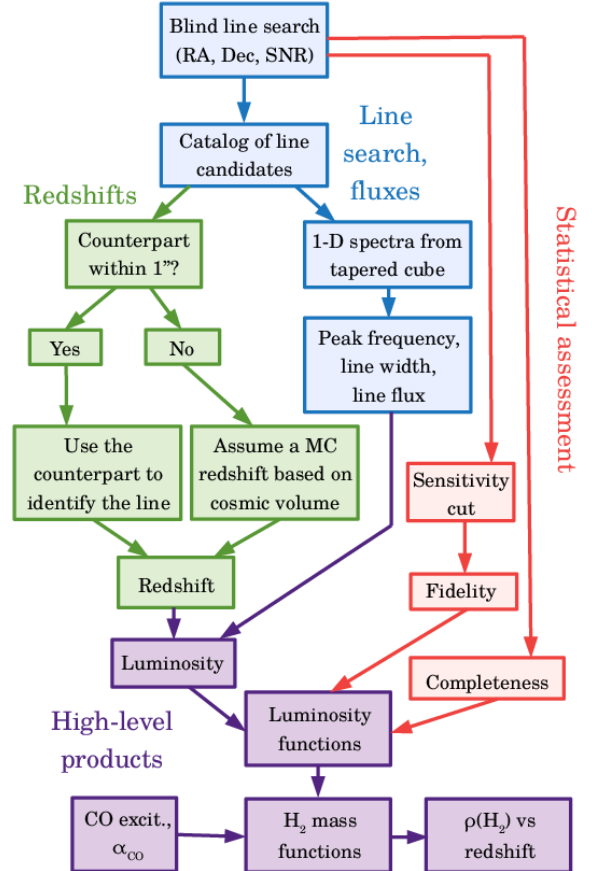 Blind line search
(RA, Dec, SNR)
Line
search,
fluxes
Catalog of line
candidates
Redshifts
Counterpart
within 1”?
1-D spectra from
tapered cube
Statistical assessment
Yes
No
Peak frequency,
line width,
line flux
Use the
counterpart to
identify the line
Assume a MC
redshift based on
cosmic volume
Sensitivity
cut
Redshift
Fidelity
Luminosity
Completeness
High-level
products
Luminosity
functions
CO excit.,
α_CO
H₂ mass
functions
ρ(H₂) vs
redshift